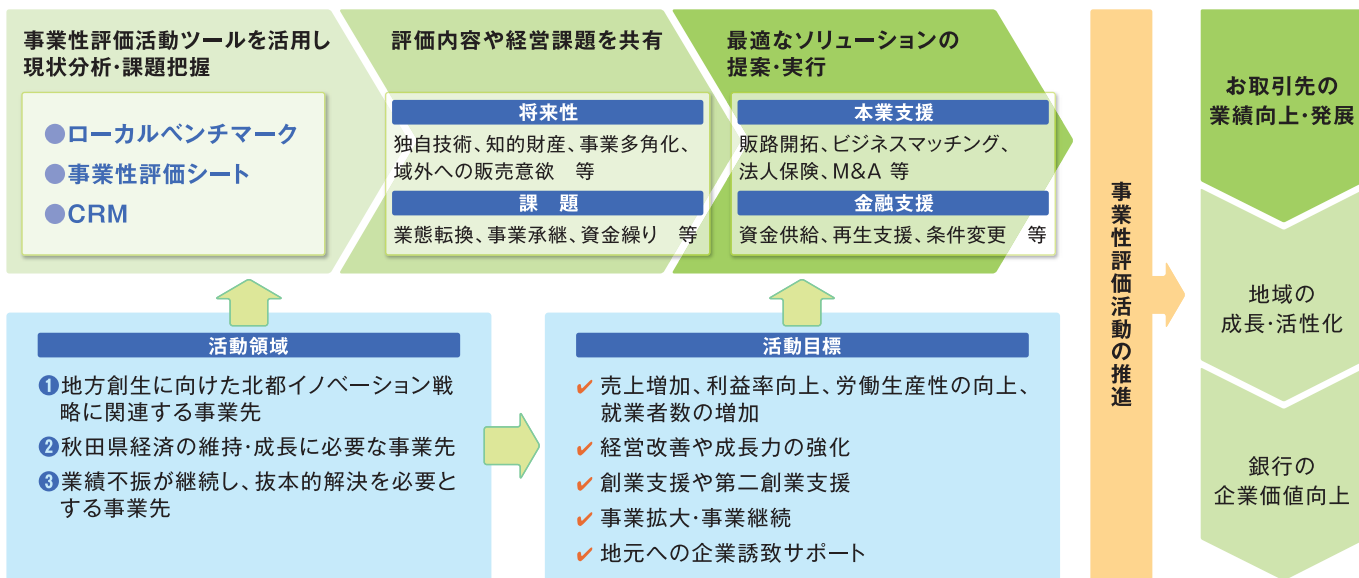 事業性評価活動ツールを活用し
現状分析・課題把握
●ローカルベンチマーク
●事業性評価シート
●CRM
評価内容や経営課題を共有
将来性
独自技術、知的財産、事業多角化、
域外への販売意欲 等
課 題
業態転換、事業承継、資金繰り 等
最適なソリューションの
提案・実行
本業支援
販路開拓、ビジネスマッチング、
法人保険、M&A 等
金融支援
資金供給、再生支援、条件変更 等
活動領域
❶地方創生に向けた北都イノベーション戦
略に関連する事業先
❷秋田県経済の維持・成長に必要な事業先
❸業績不振が継続し、抜本的解決を必要と
する事業先
活動目標
✔ 売上増加、利益率向上、労働生産性の向上、
就業者数の増加
✔ 経営改善や成長力の強化
✔ 創業支援や第二創業支援
✔ 事業拡大・事業継続
✔ 地元への企業誘致サポート
事業性評価活動の推進
お取引先の
業績向上・発展
地域の
成長・活性化
銀行の
企業価値向上